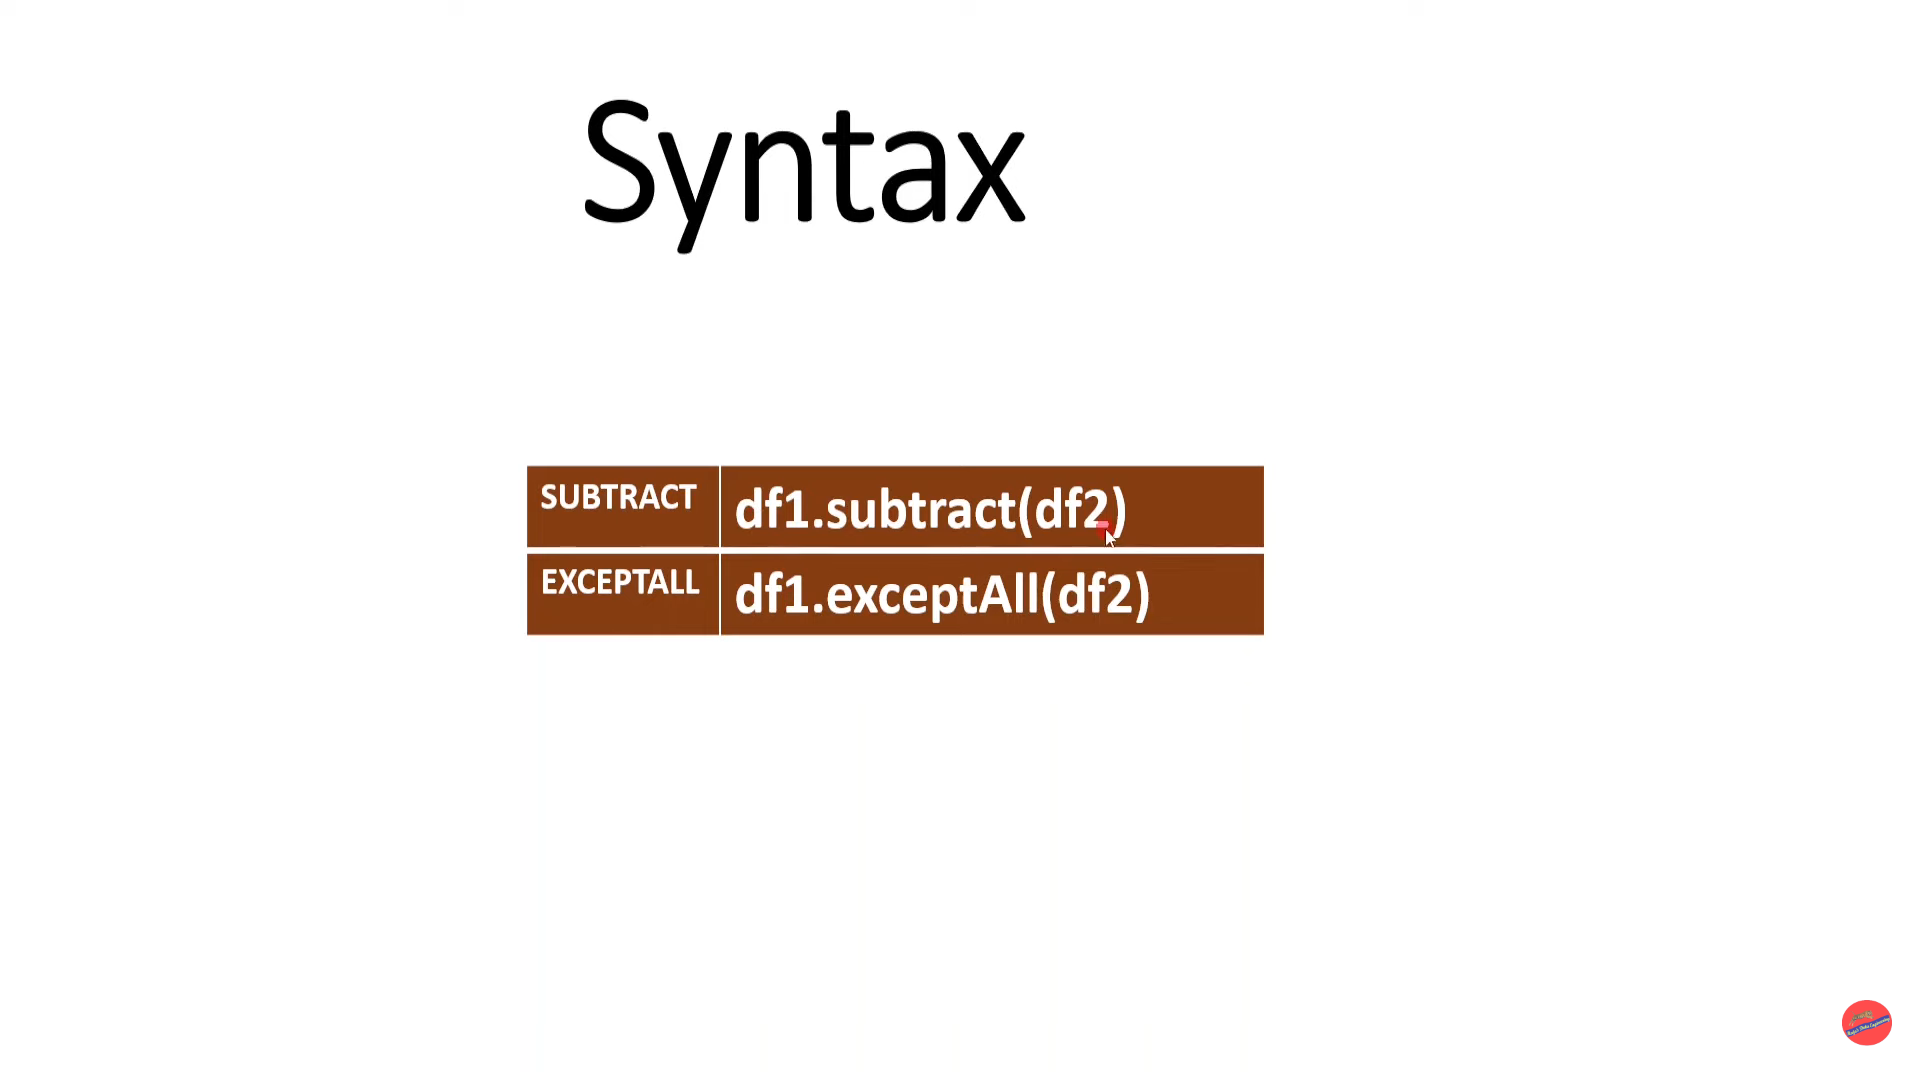 Syntax
SUBTRACT df1.subtract(df2)
EXCEPTALL df1.exceptAll(df2)